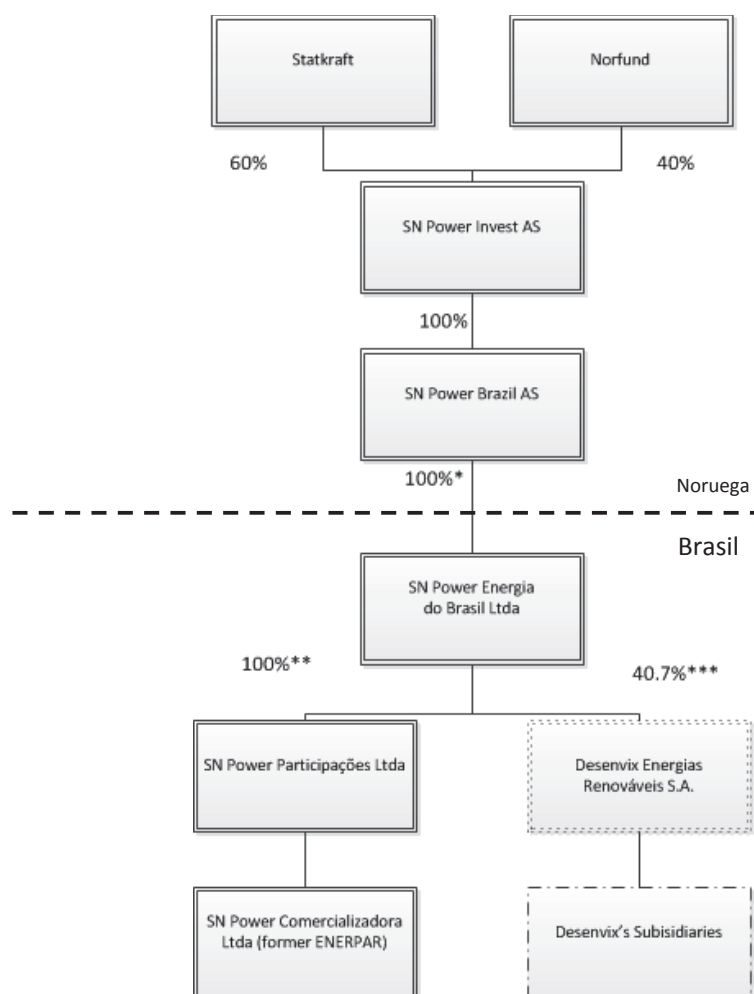 Statkraft
Norfund
60%
40%
SN Power Invest AS
100%
SN Power Brazil AS
100%*
Noruega
Brasil
SN Power Energia
do Brasil Ltda
100%**
40.7%***
SN Power Participações Ltda
Desenvix Energias
Renováveis S.A.
SN Power Comercializadora
Ltda (former ENERPAR)
Desenvix's Subisidiaries